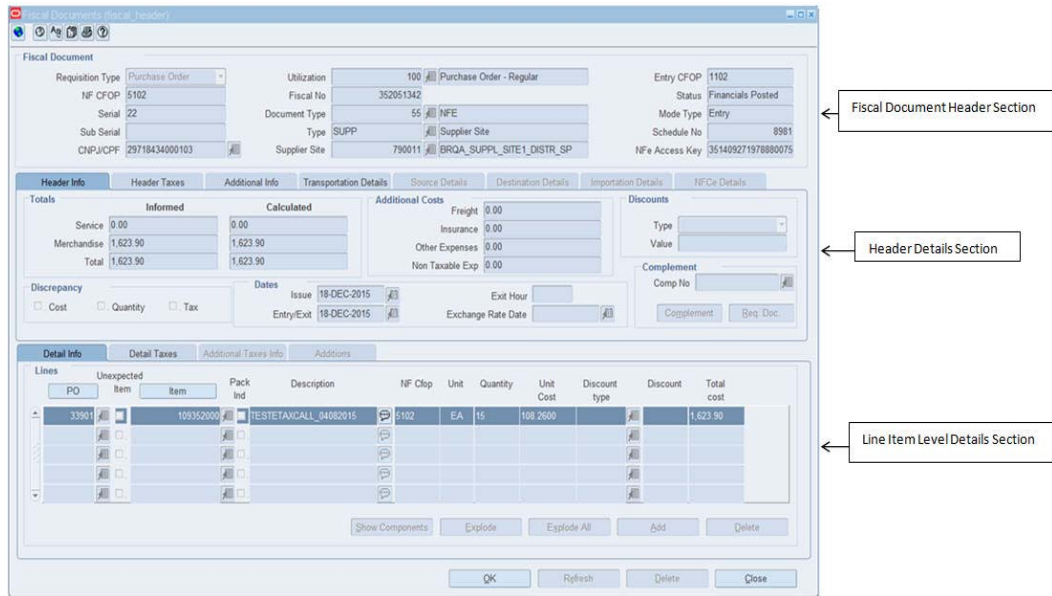 Fiscal Documents (fiscal_header)
Fiscal Document
Requisition Type Purchase Order Utilization 100 Purchase Order - Regular Entry CFOP 1102
NF CFOP 5102 Fiscal No 352051342 Status Financials Posted
Serial 22 Document Type 55 NFE Mode Type Entry
Sub Serial Type SUPP Supplier Site Schedule No 8981
CNPJ/CPF 29718434000103 Supplier Site 790011 BRQA_SUPPL_SITE1_DISTR_SP NFe Access Key 351409271978880075
Fiscal Document Header Section
Header Info Header Taxes Additional Info Transportation Details Source Details Destination Details Importation Details NFCe Details
Totals Additional Costs Discounts
Informed Calculated
Freight 0.00
Service 0.00 0.00 Insurance 0.00 Type
Merchandise 1,623.90 1,623.90 Other Expenses 0.00 Value
Total 1,623.90 1,623.90 Non Taxable Exp 0.00
Header Details Section
Discrepancy Dates Complement
Cost Quantity Tax Issue 18-DEC-2015 Exit Hour Comp No
Entry/Exit 18-DEC-2015 Exchange Rate Date Complement Req. Doc.
Detail Info Detail Taxes Additional Taxes Info Additions
Lines
PO Unexpected Item Item Pack Ind Description NF Cfop Unit Quantity Unit Cost Discount type Discount Total cost
33901 109352000 TESTETAXCALL_04082015 5102 EA 15 108.2600 1,623.90
Line Item Level Details Section
Show Components Explode Explode All Add Delete
OK Refresh Delete Close